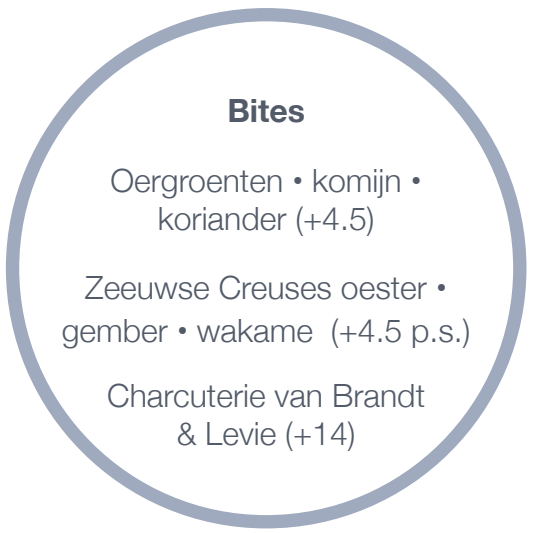 Bites
Oergroenten • komijn •
koriander (+4.5)
Zeeuwse Creuses oester •
gember • wakame (+4.5 p.s.)
Charcuterie van Brandt
& Levie (+14)